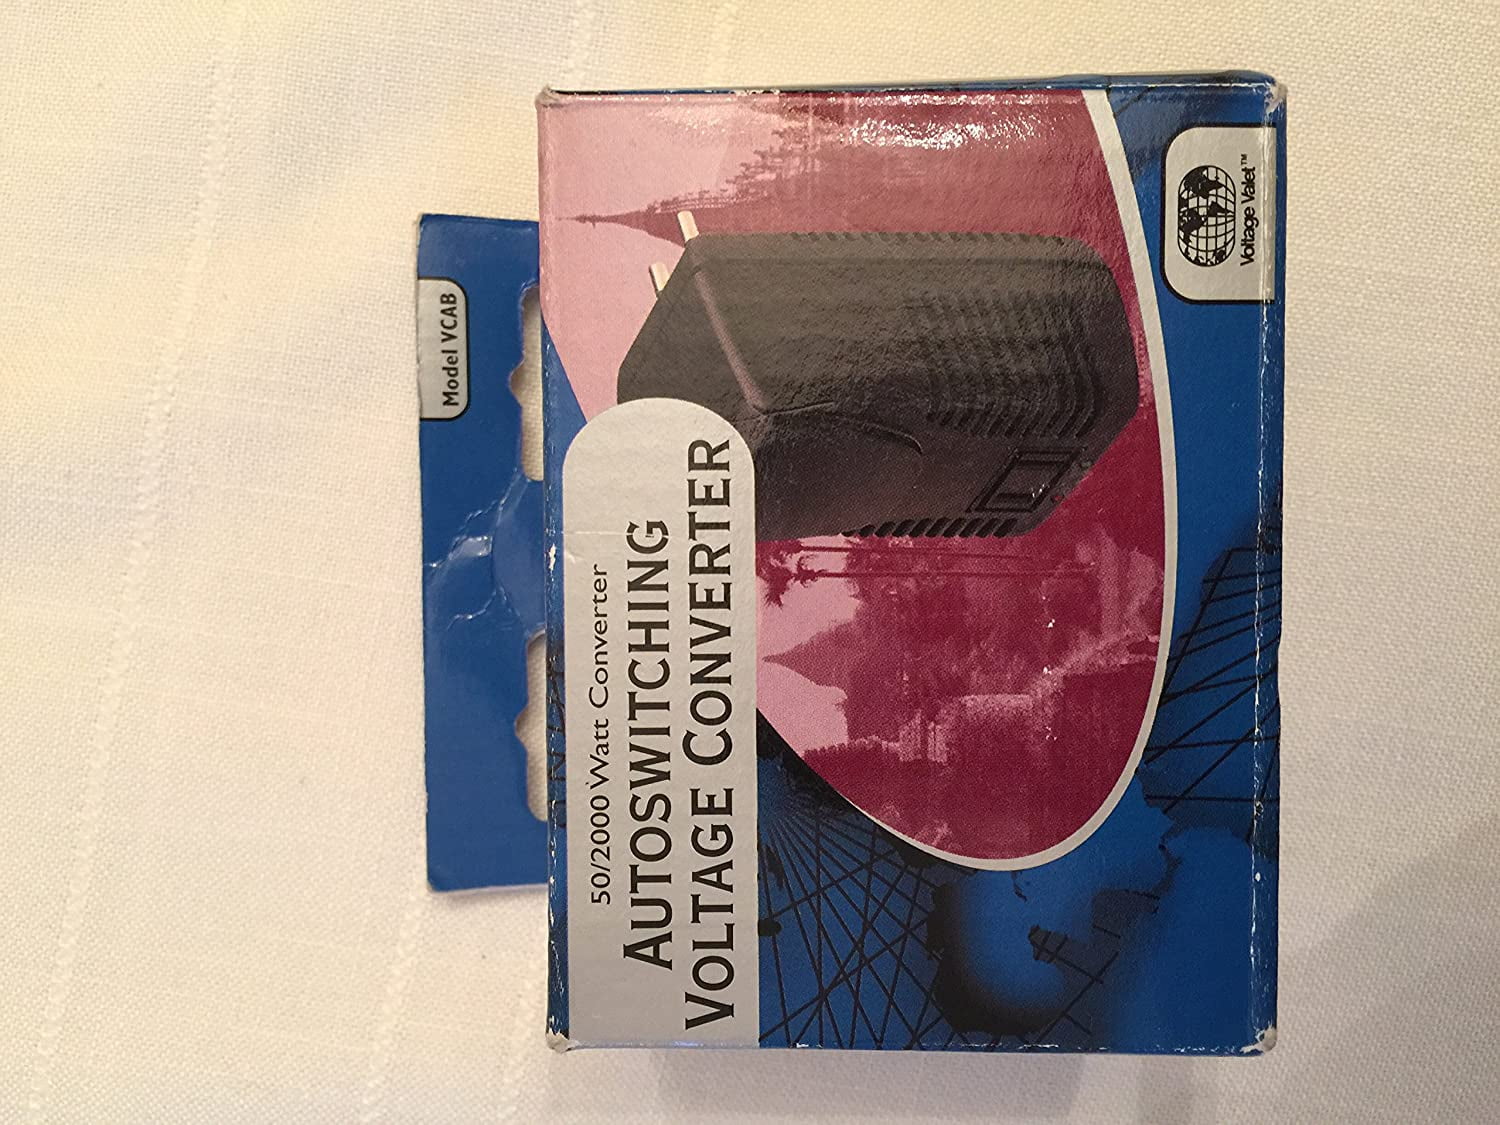 Model VCAB
50/2000 Watt Converter
AUTOSWITCHING
VOLTAGE CONVERTER
Voltage Valet™